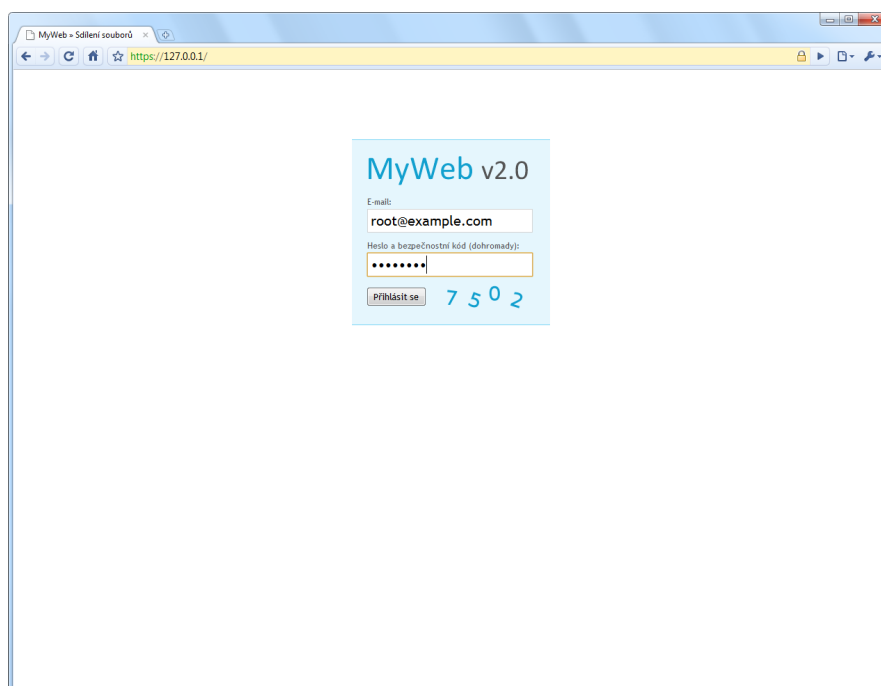 MyWeb » Sdílení souborů
https://127.0.0.1/
MyWeb v2.0
E-mail:
root@example.com
Heslo a bezpečnostní kód (dohromady):
••••••••
Přihlásit se
7 5 0 2